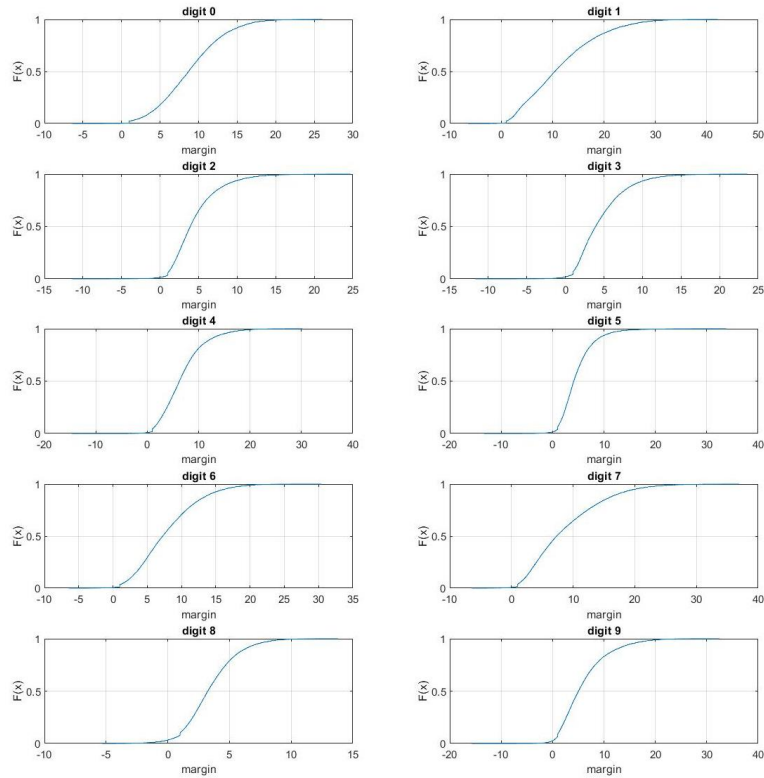 digit 0
1
0.5
0
F(x)
-10 -5 0 5 10 15 20 25 30
margin
digit 1
1
0.5
0
F(x)
-10 0 10 20 30 40 50
margin
digit 2
1
0.5
0
F(x)
-15 -10 -5 0 5 10 15 20 25
margin
digit 3
1
0.5
0
F(x)
-15 -10 -5 0 5 10 15 20 25
margin
digit 4
1
0.5
0
F(x)
-20 -10 0 10 20 30 40
margin
digit 5
1
0.5
0
F(x)
-20 -10 0 10 20 30 40
margin
digit 6
1
0.5
0
F(x)
-10 -5 0 5 10 15 20 25 30 35
margin
digit 7
1
0.5
0
F(x)
-20 -10 0 10 20 30 40
margin
digit 8
1
0.5
0
F(x)
-10 -5 0 5 10 15
margin
digit 9
1
0.5
0
F(x)
-20 -10 0 10 20 30 40
margin